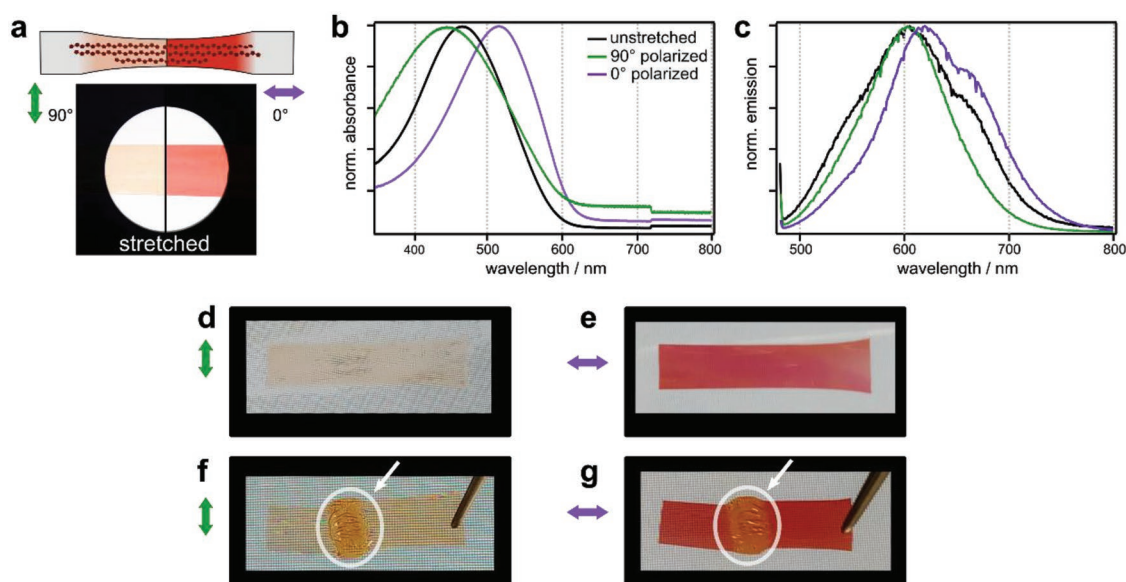 a
90°
0°
stretched
b
norm. absorbance
unstretched
90° polarized
0° polarized
400
500
600
700
800
wavelength / nm
c
norm. emission
500
600
700
800
wavelength / nm
d
e
f
g